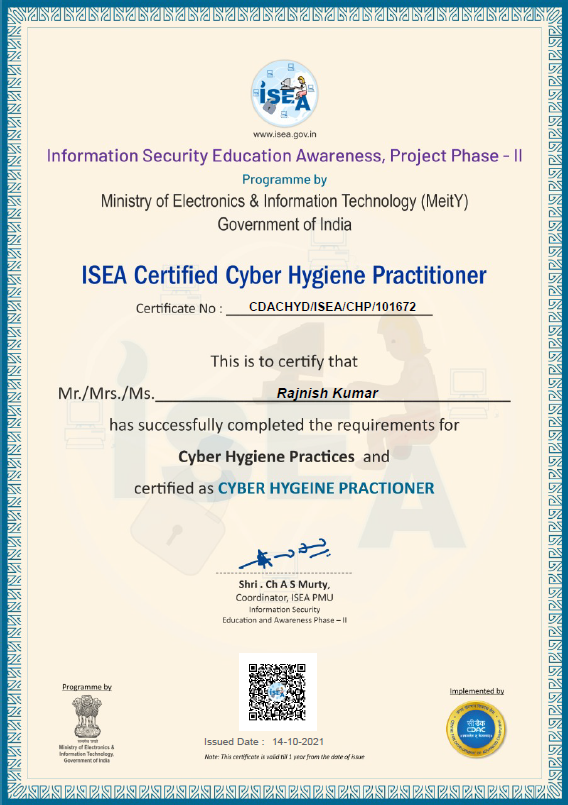 ISEA
www.isea.gov.in
Information Security Education Awareness, Project Phase - II
Programme by
Ministry of Electronics & Information Technology (MeitY)
Government of India
ISEA Certified Cyber Hygiene Practitioner
Certificate No : CDACHYD/ISEA/CHP/101672
This is to certify that
Mr./Mrs./Ms. Rajnish Kumar
has successfully completed the requirements for
Cyber Hygiene Practices and
certified as CYBER HYGEINE PRACTIONER
Shri . Ch A S Murty,
Coordinator, ISEA PMU
Information Security
Education and Awareness Phase – II
ISEA
Programme by
Ministry of Electronics &
Information Technology,
Government of India
Issued Date : 14-10-2021
Note: This certificate is valid till 1 year from the date of issue
Implemented by
सी डैक
CDAC